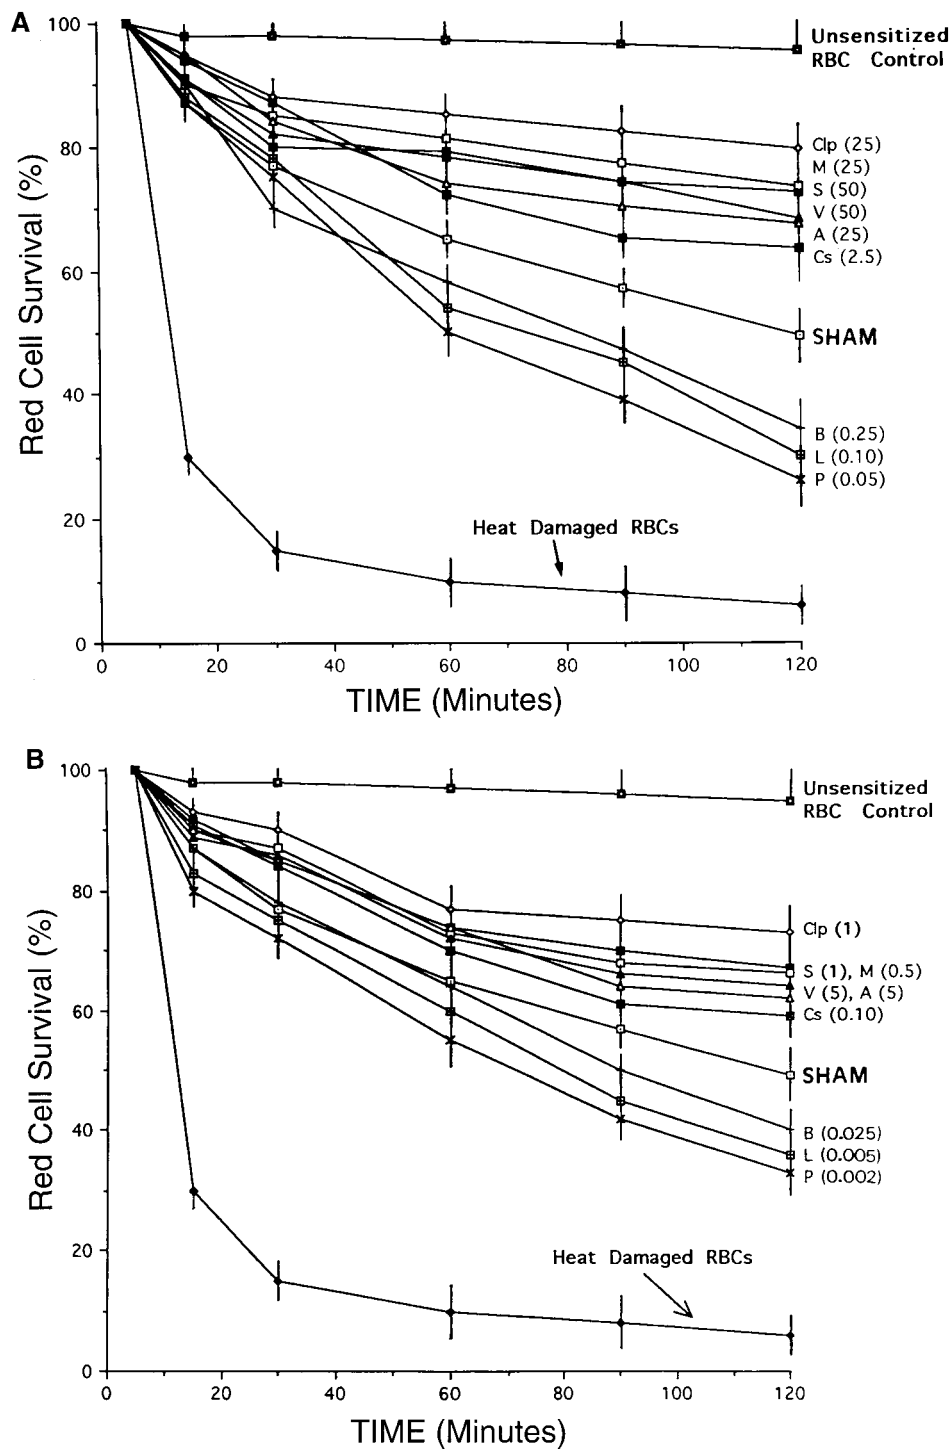 A
100
80
60
40
20
0
Red Cell Survival (%)
Unsensitized
RBC Control
Clp (25)
M (25)
S (50)
V (50)
A (25)
Cs (2.5)
SHAM
B (0.25)
L (0.10)
P (0.05)
Heat Damaged RBCs
0 20 40 60 80 100 120
TIME (Minutes)
B
100
80
60
40
20
0
Red Cell Survival (%)
Unsensitized
RBC Control
Clp (1)
S (1), M (0.5)
V (5), A (5)
Cs (0.10)
SHAM
B (0.025)
L (0.005)
P (0.002)
Heat Damaged RBCs
0 20 40 60 80 100 120
TIME (Minutes)